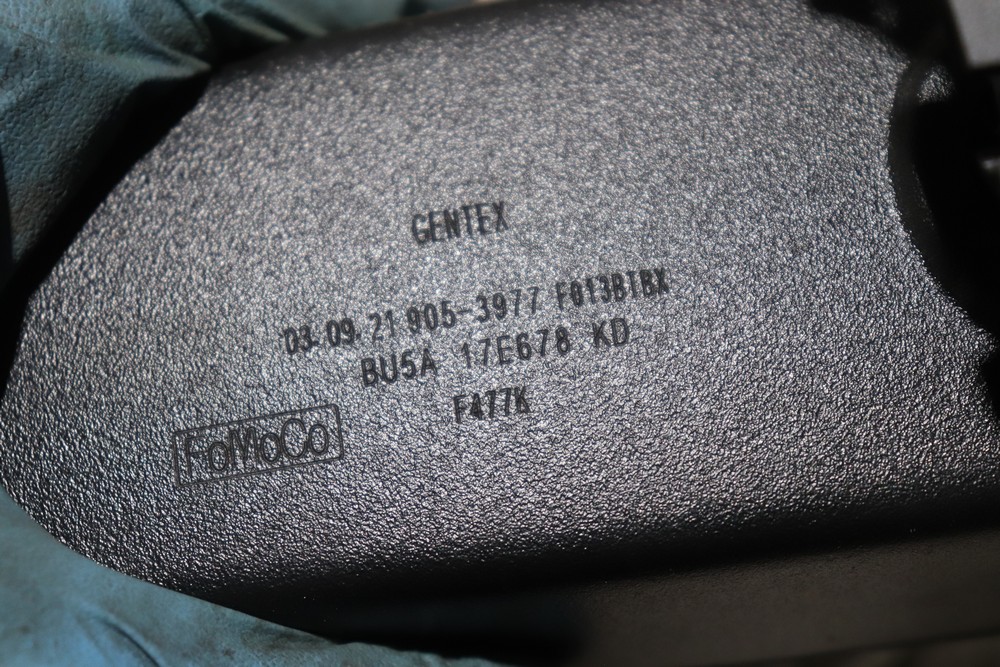 GENTEX
03.09.21 905-3977 F013BTBX
BU5A 17E678 KD
F477K
FoMoCo